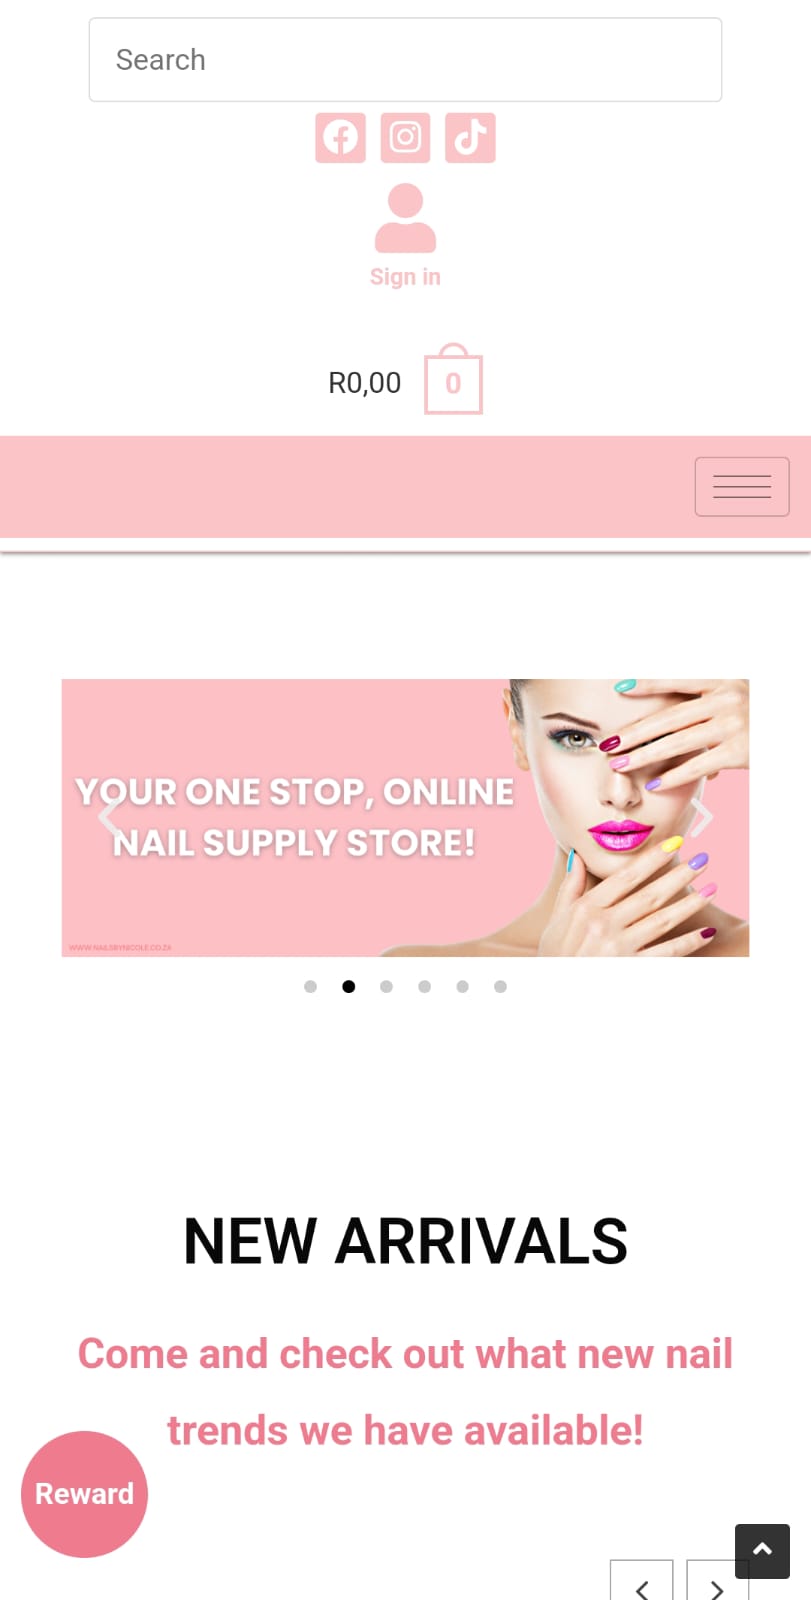 Search
Sign in
R0,00 0
YOUR ONE STOP, ONLINE
NAIL SUPPLY STORE!
WWW.NAILSBYNICOLE.CO.ZA
NEW ARRIVALS
Come and check out what new nail
trends we have available!
Reward